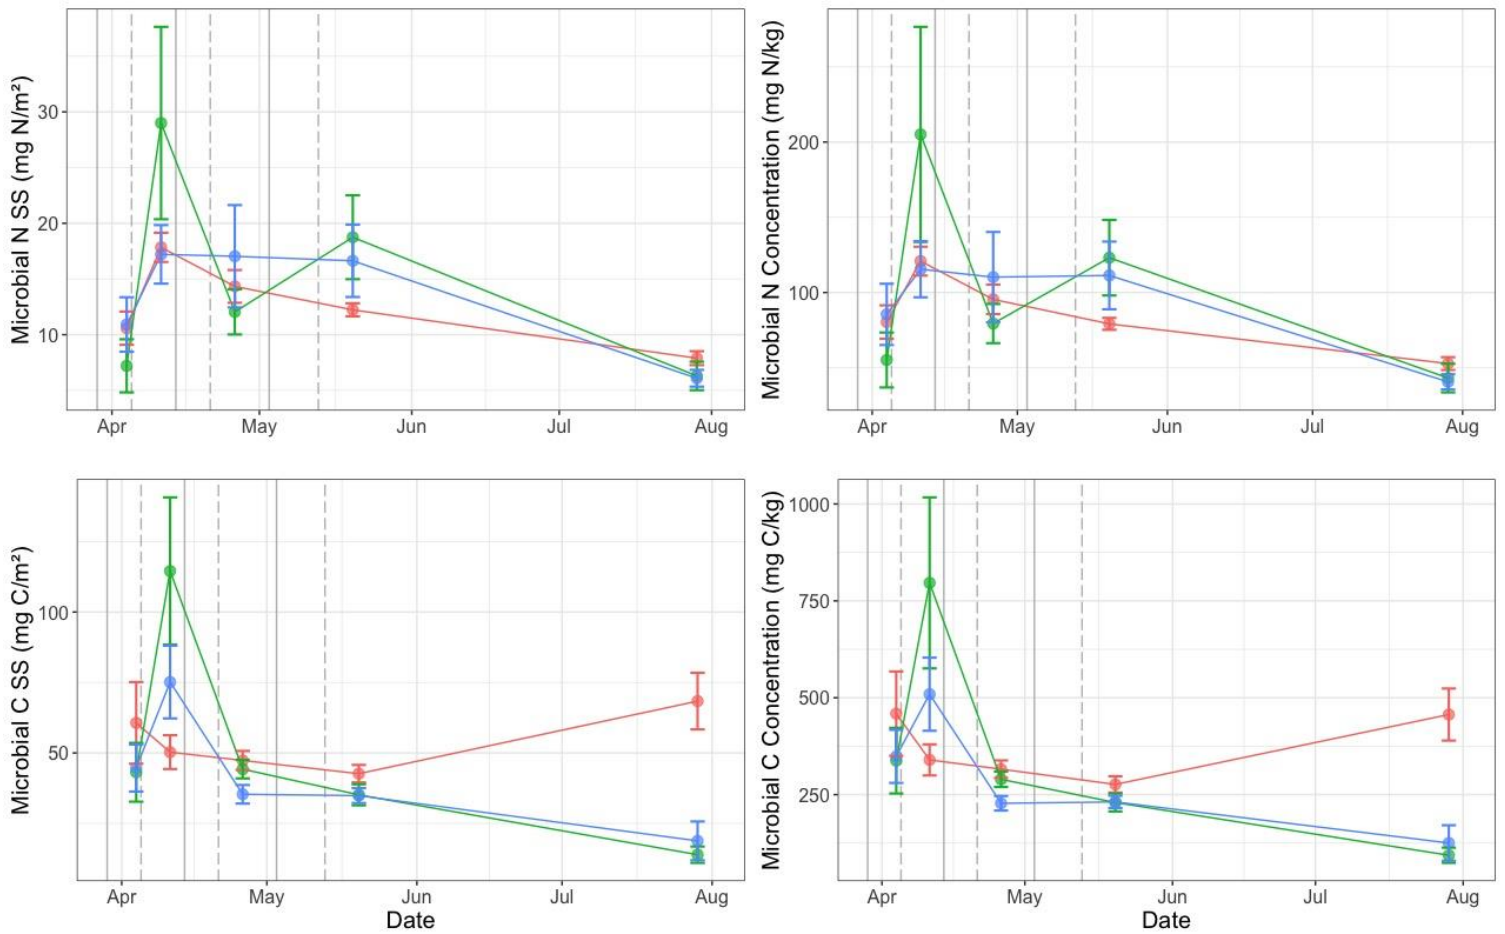 Microbial N SS (mg N/m²)
30
20
10
Apr May Jun Jul Aug
Microbial N Concentration (mg N/kg)
200
100
Apr May Jun Jul Aug
Microbial C SS (mg C/m²)
100
50
Apr May Jun Jul Aug
Date
Microbial C Concentration (mg C/kg)
1000
750
500
250
Apr May Jun Jul Aug
Date